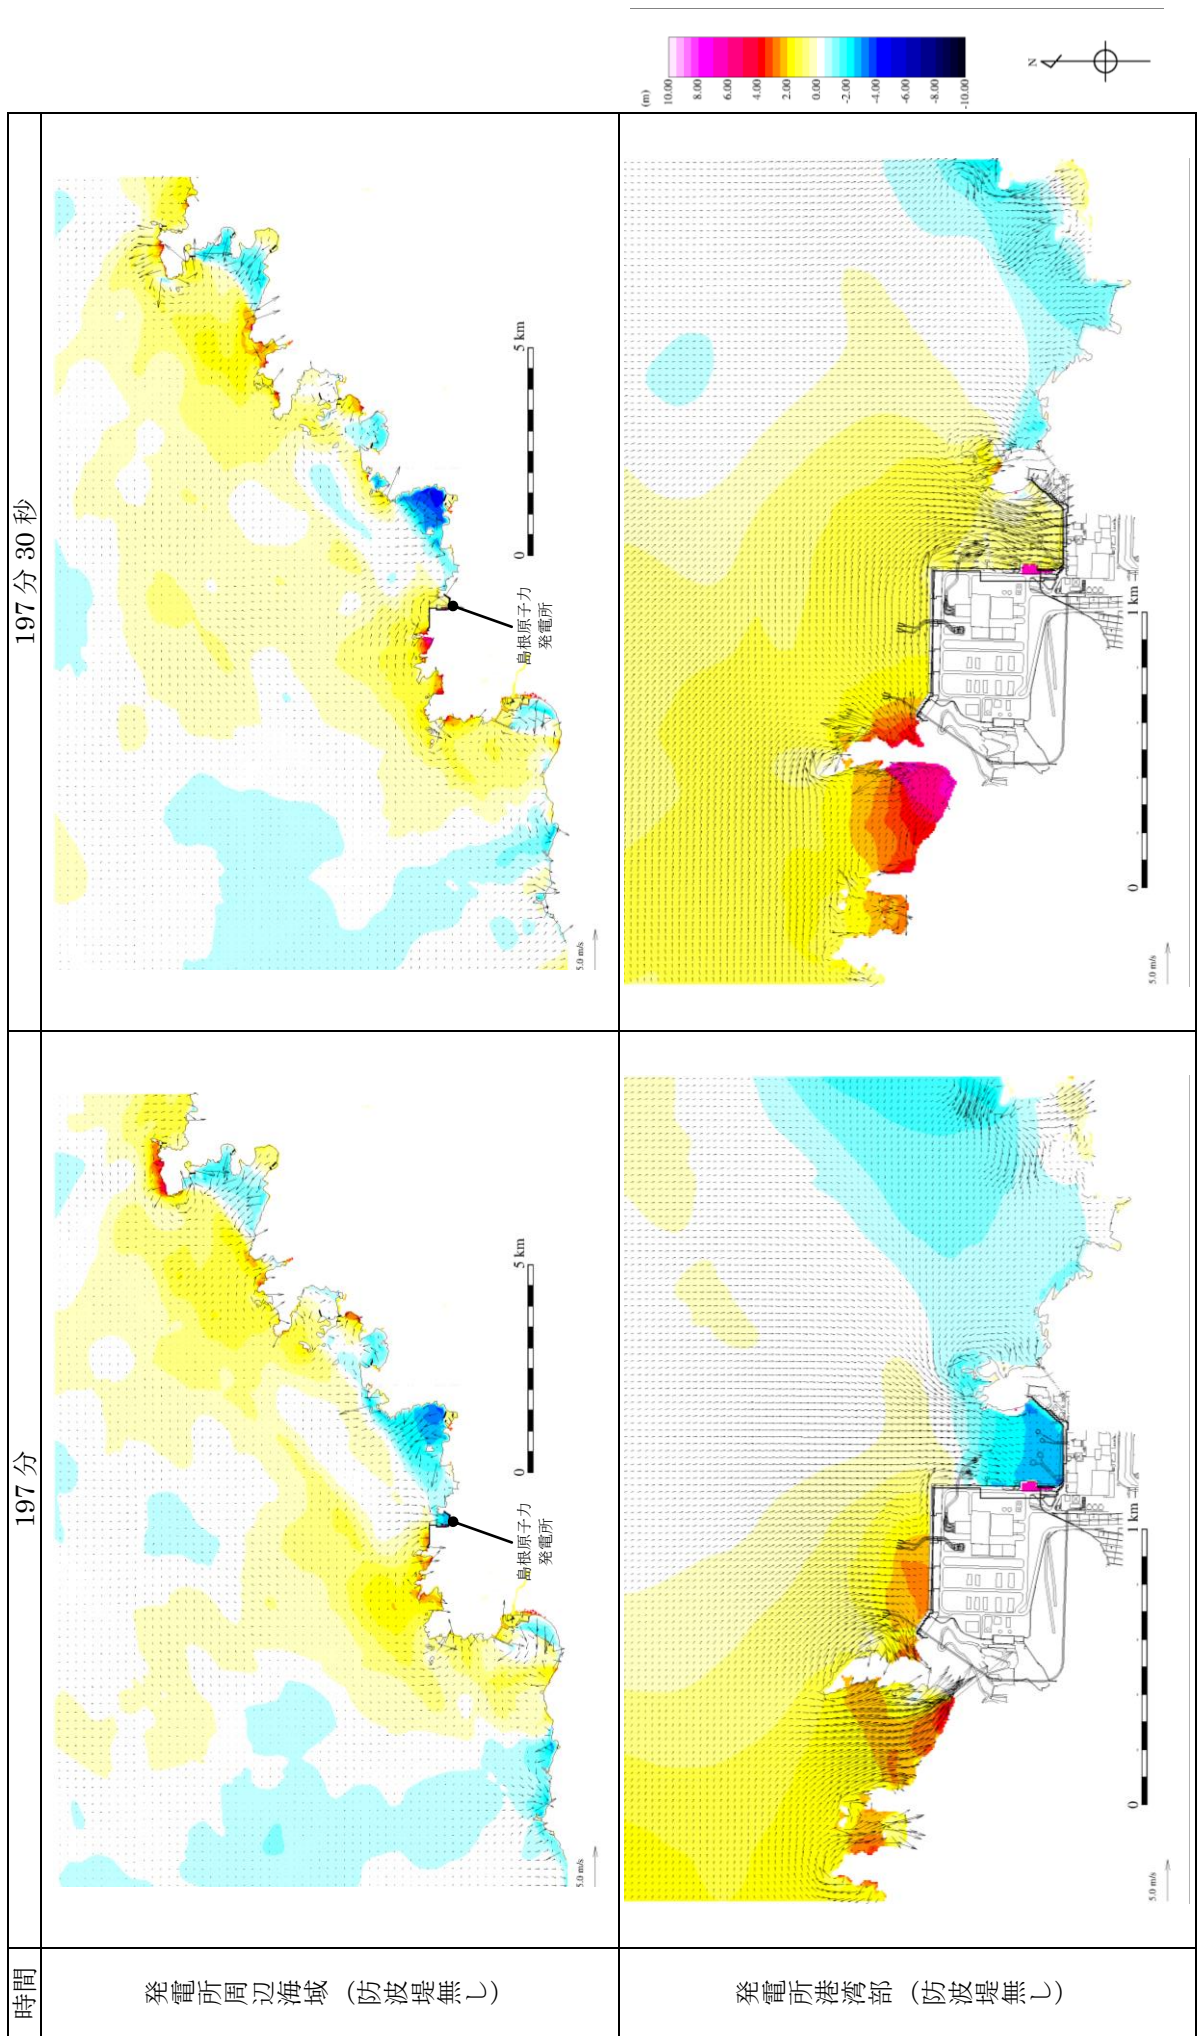 時間
197分
197分30秒
発電所周辺海域（防波堤無し）
島根原子力
発電所
0
5 km
5.0 m/s
島根原子力
発電所
0
5 km
5.0 m/s
発電所港湾部（防波堤無し）
0
1 km
5.0 m/s
0
1 km
5.0 m/s
(m)
10.00
8.00
6.00
4.00
2.00
0.00
-2.00
-4.00
-6.00
-8.00
-10.00
N